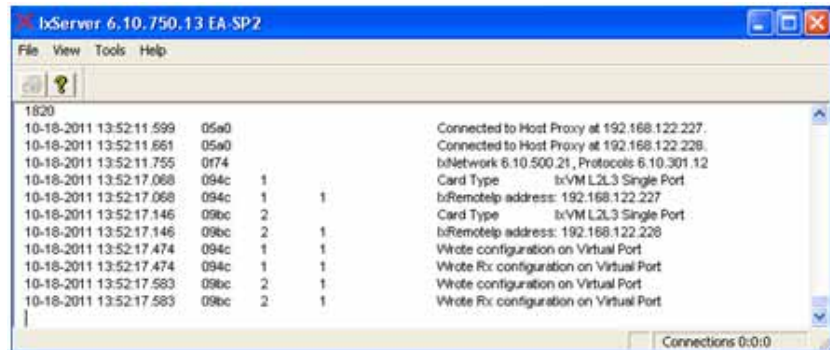 IxServer 6.10.750.13 EA-SP2
File View Tools Help
1820
10-18-2011 13:52:11.599 05a0 Connected to Host Proxy at 192.168.122.227.
10-18-2011 13:52:11.661 05a0 Connected to Host Proxy at 192.168.122.228.
10-18-2011 13:52:11.755 0f74 IxNetwork 6.10.500.21, Protocols 6.10.301.12
10-18-2011 13:52:17.068 094c 1 Card Type IxVM L2L3 Single Port
10-18-2011 13:52:17.068 094c 1 1 IxRemoteIp address: 192.168.122.227
10-18-2011 13:52:17.146 09bc 2 Card Type IxVM L2L3 Single Port
10-18-2011 13:52:17.146 09bc 2 1 IxRemoteIp address: 192.168.122.228
10-18-2011 13:52:17.474 094c 1 1 Wrote configuration on Virtual Port
10-18-2011 13:52:17.474 094c 1 1 Wrote Rx configuration on Virtual Port
10-18-2011 13:52:17.583 09bc 2 1 Wrote configuration on Virtual Port
10-18-2011 13:52:17.583 09bc 2 1 Wrote Rx configuration on Virtual Port
Connections 0:0:0